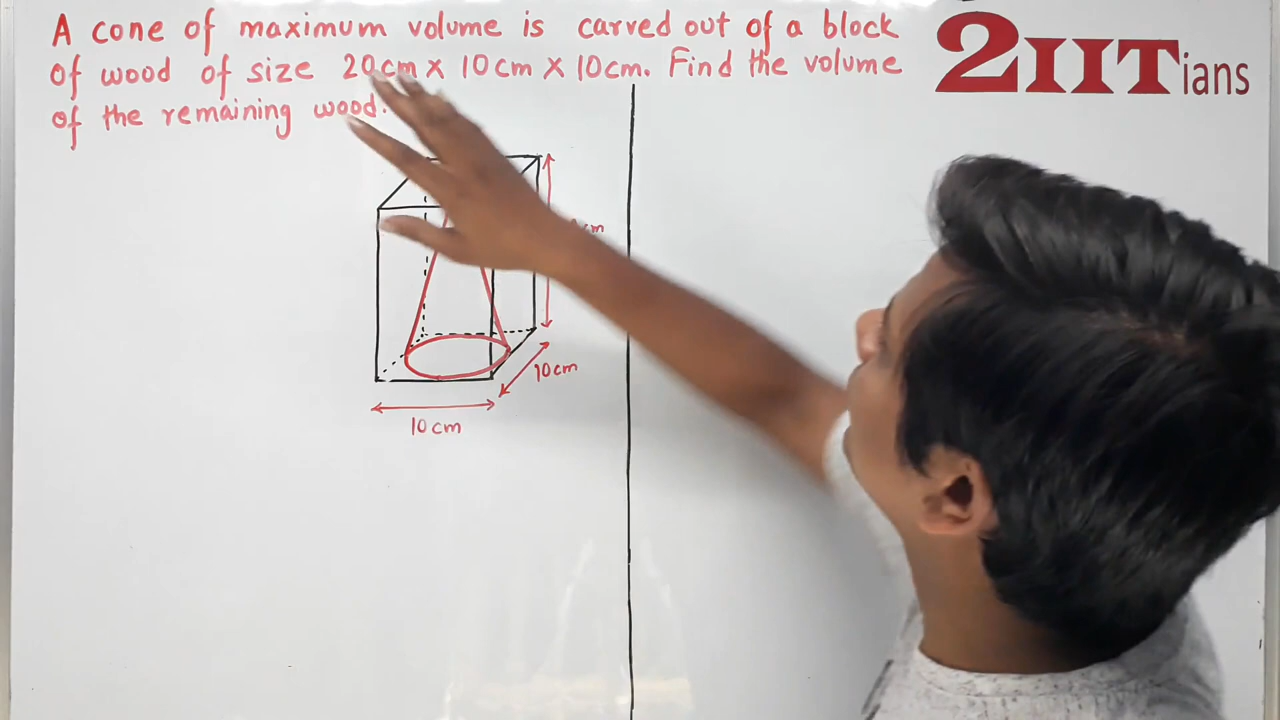 A cone of maximum volume is carved out of a block
of wood of size 20cm x 10cm x 10cm. Find the volume
of the remaining wood.
2IITians
cm
10cm
10cm